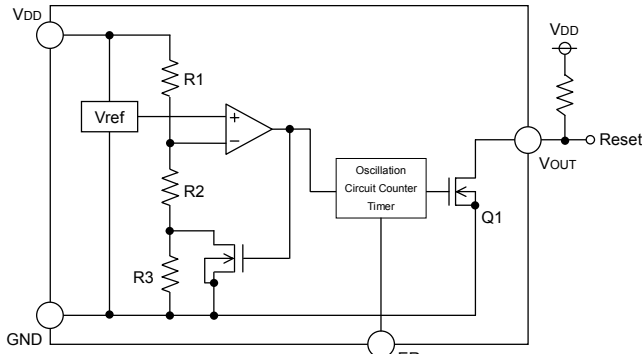 VDD
VDD
R1
Vref
+
−
Reset
VOUT
Oscillation
Circuit Counter
Timer
R2
Q1
R3
GND